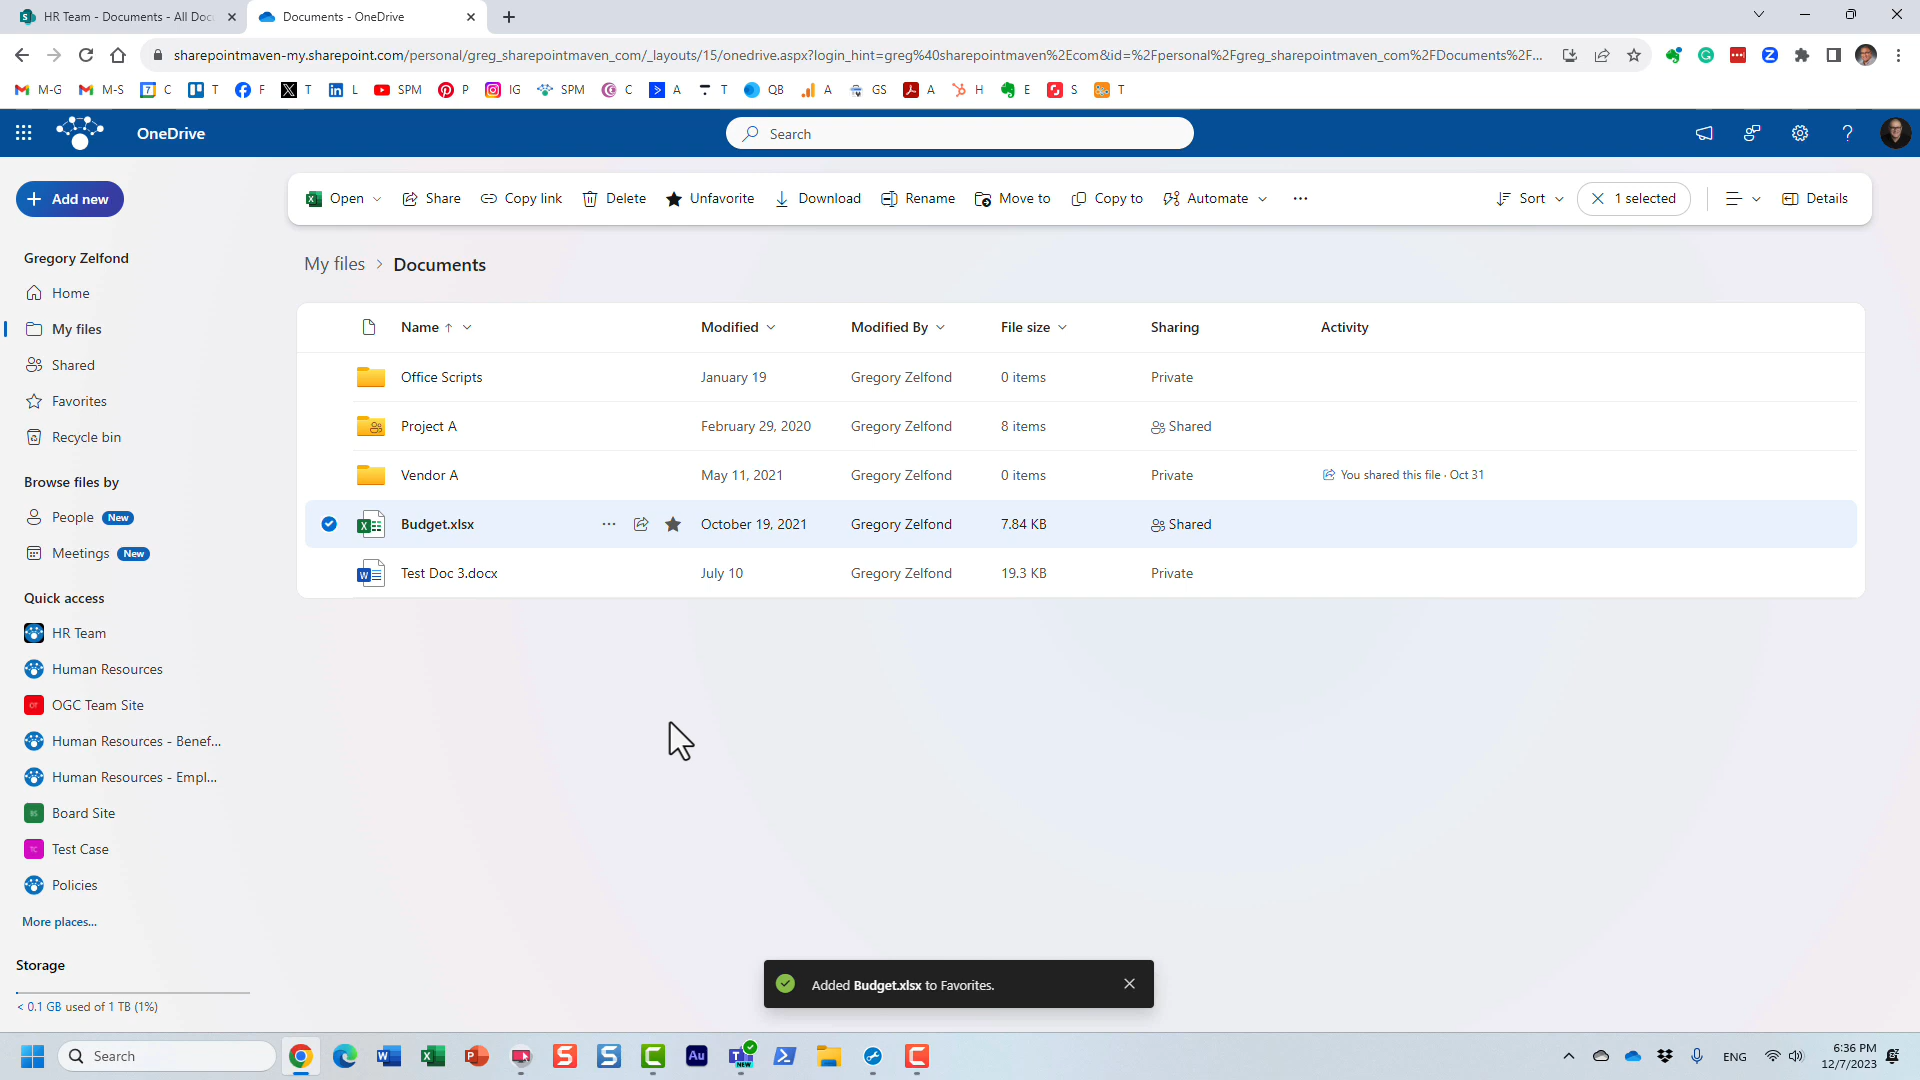 HR Team - Documents - All Doc
Documents - OneDrive
sharepointmaven-my.sharepoint.com/personal/greg_sharepointmaven_com/_layouts/15/onedrive.aspx?login_hint=greg%40sharepointmaven%2Ecom&id=%2Fpersonal%2Fgreg_sharepointmaven_com%2FDocuments%2F...
M-G M-S C T F T L SPM P IG SPM C A T QB A GS A H E S T
OneDrive
Search
Add new
Open Share Copy link Delete Unfavorite Download Rename Move to Copy to Automate ... Sort 1 selected Details
Gregory Zelfond
Home
My files
Shared
Favorites
Recycle bin
Browse files by
People New
Meetings New
Quick access
HR Team
Human Resources
OGC Team Site
Human Resources - Benef...
Human Resources - Empl...
Board Site
Test Case
Policies
More places...
Storage
< 0.1 GB used of 1 TB (1%)
My files > Documents
Name Modified Modified By File size Sharing Activity
Office Scripts January 19 Gregory Zelfond 0 items Private
Project A February 29, 2020 Gregory Zelfond 8 items Shared
Vendor A May 11, 2021 Gregory Zelfond 0 items Private You shared this file · Oct 31
Budget.xlsx October 19, 2021 Gregory Zelfond 7.84 KB Shared
Test Doc 3.docx July 10 Gregory Zelfond 19.3 KB Private
Added Budget.xlsx to Favorites.
Search
ENG
6:36 PM
12/7/2023